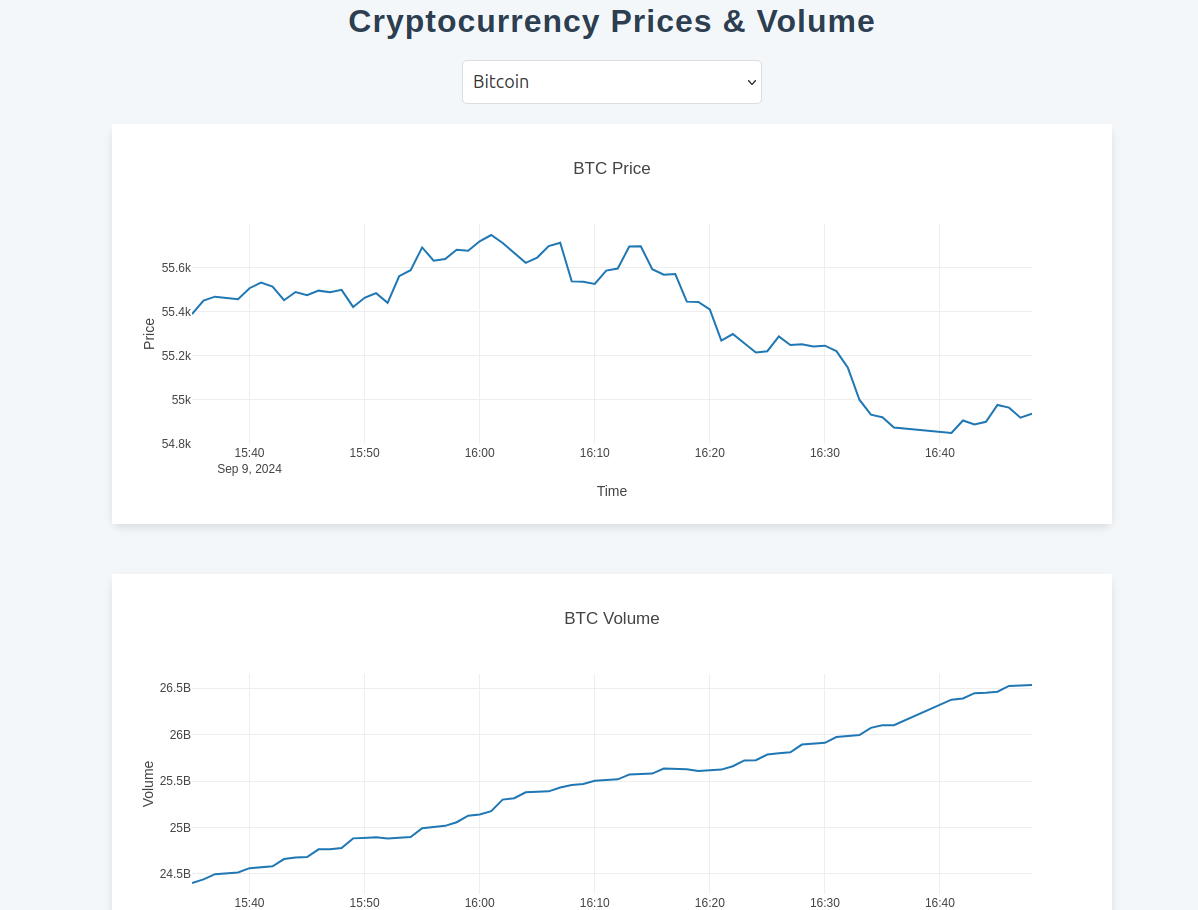 Cryptocurrency Prices & Volume
Bitcoin
BTC Price
55.6k
55.4k
55.2k
55k
54.8k
Price
15:40 15:50 16:00 16:10 16:20 16:30 16:40
Sep 9, 2024
Time
BTC Volume
26.5B
26B
25.5B
25B
24.5B
Volume
15:40 15:50 16:00 16:10 16:20 16:30 16:40